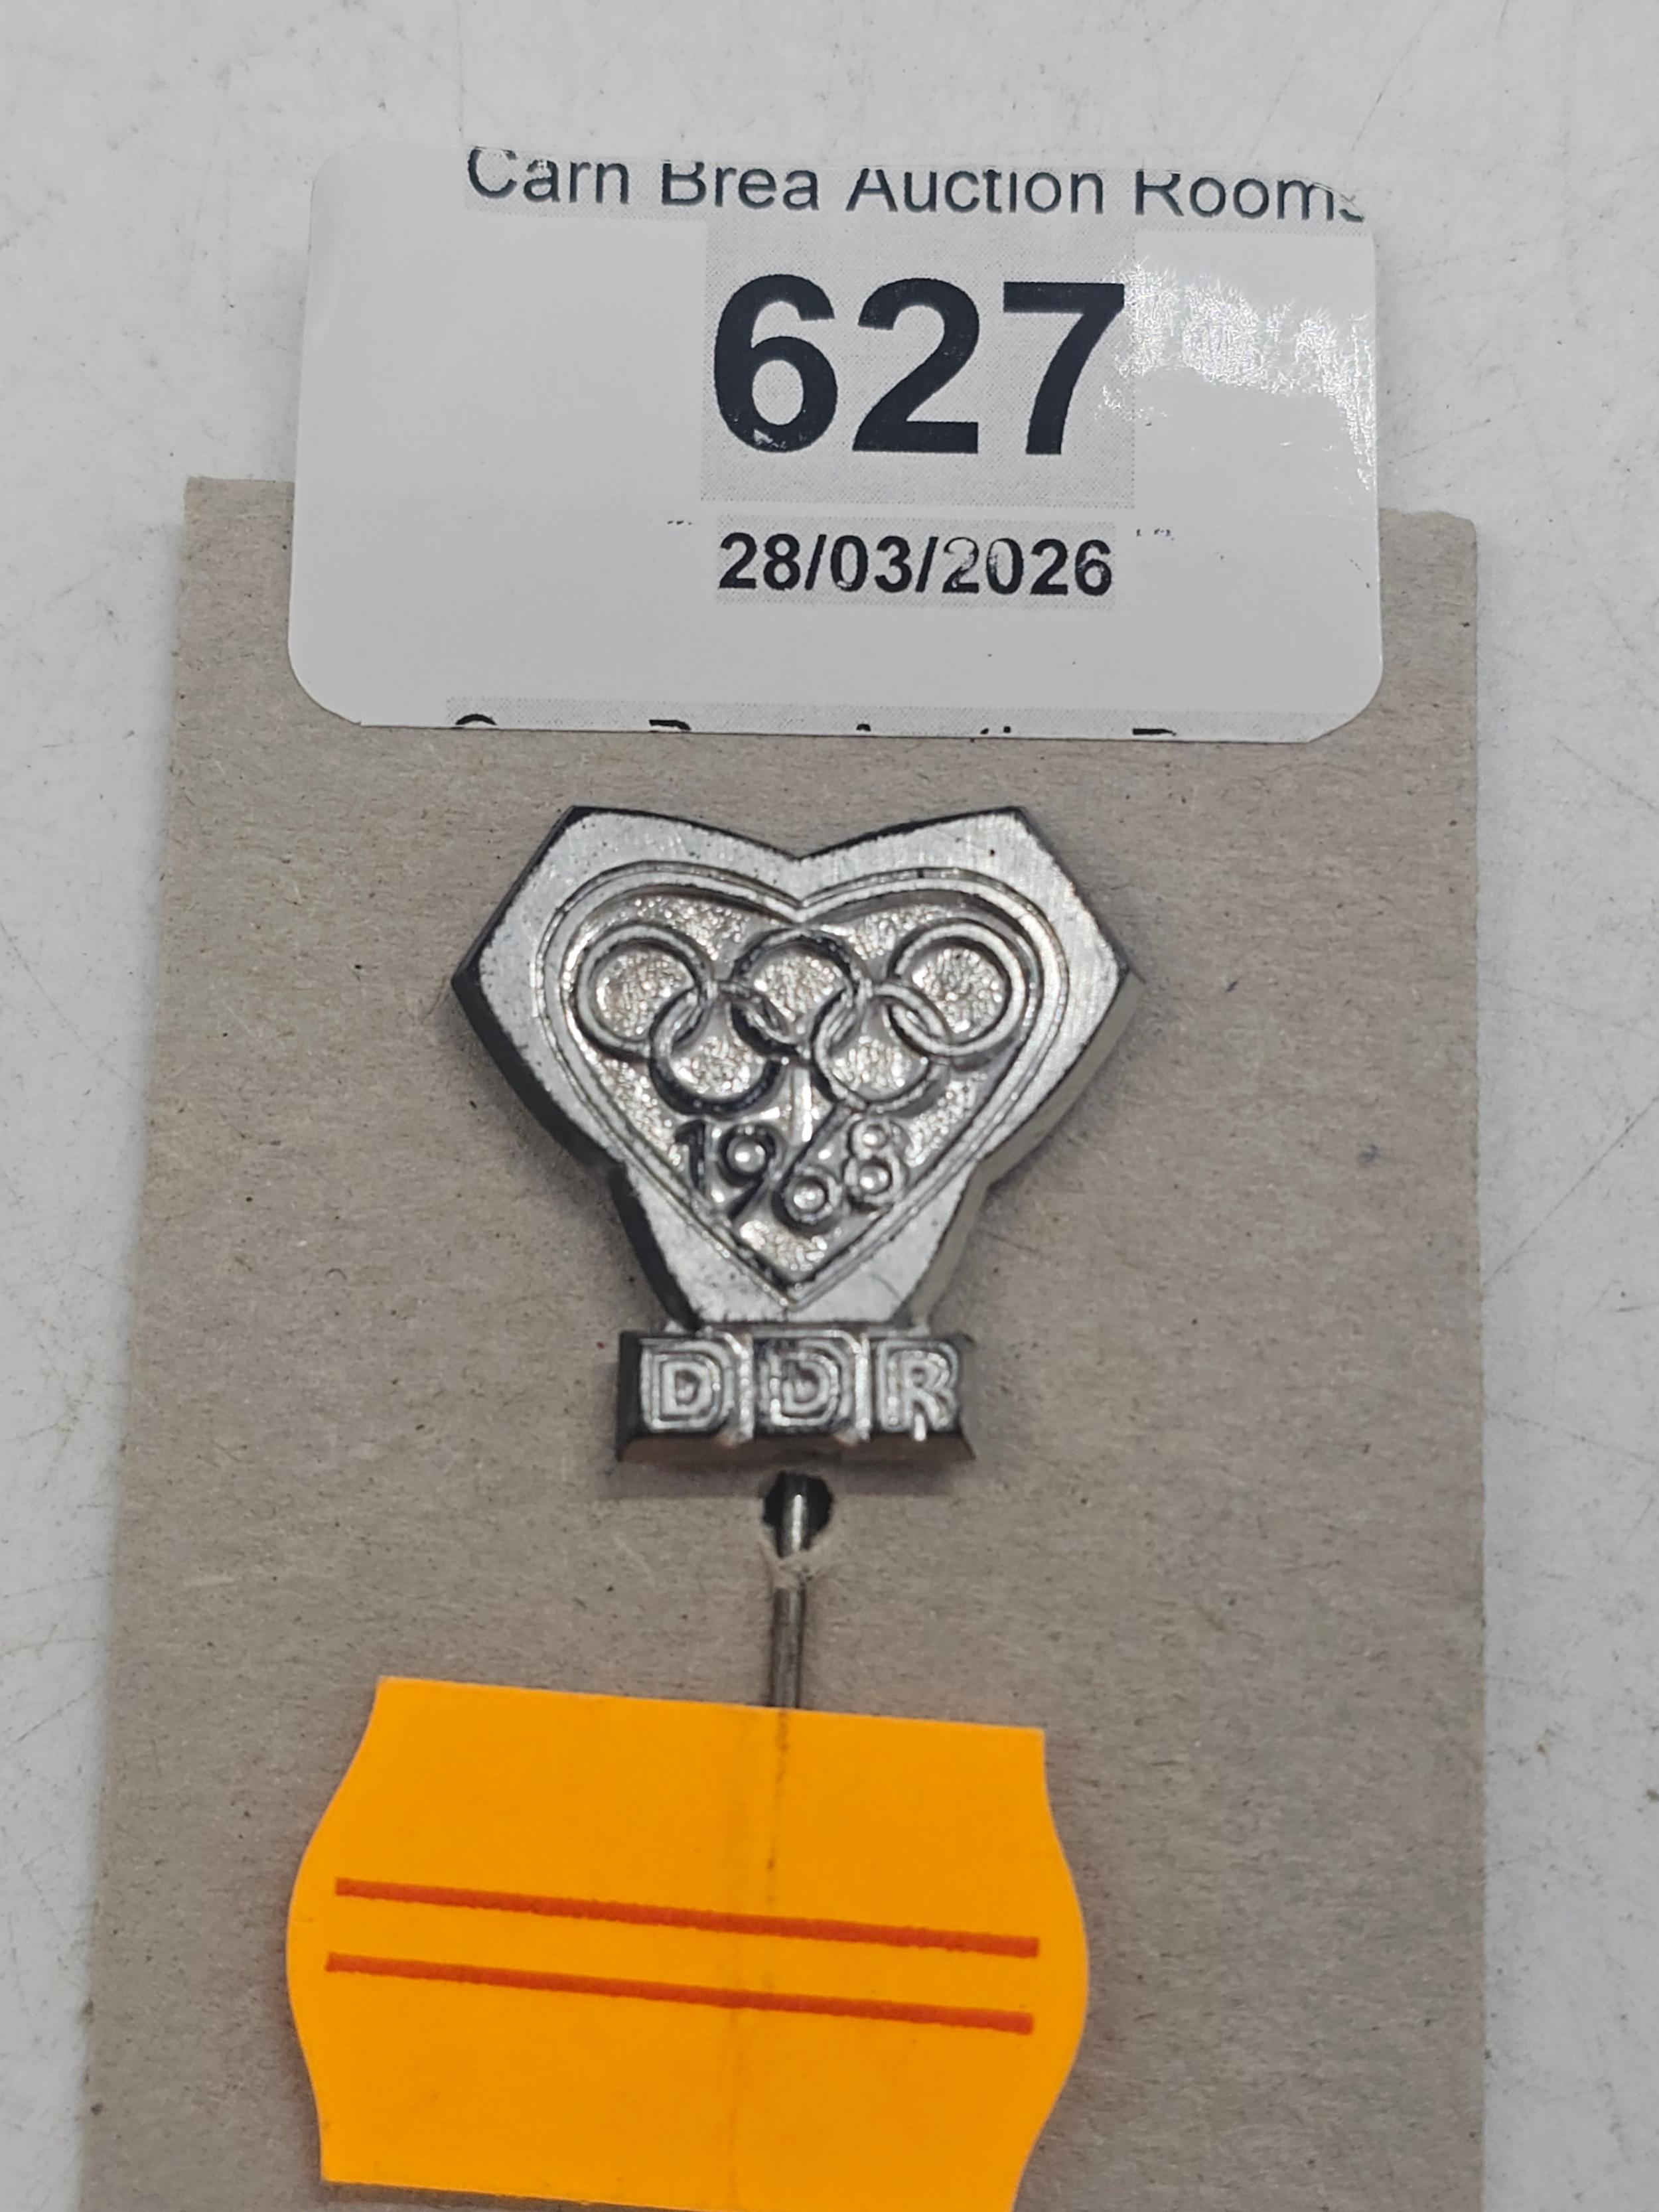 Carn Brea Auction Rooms
627
28/03/2026
1968
DDR